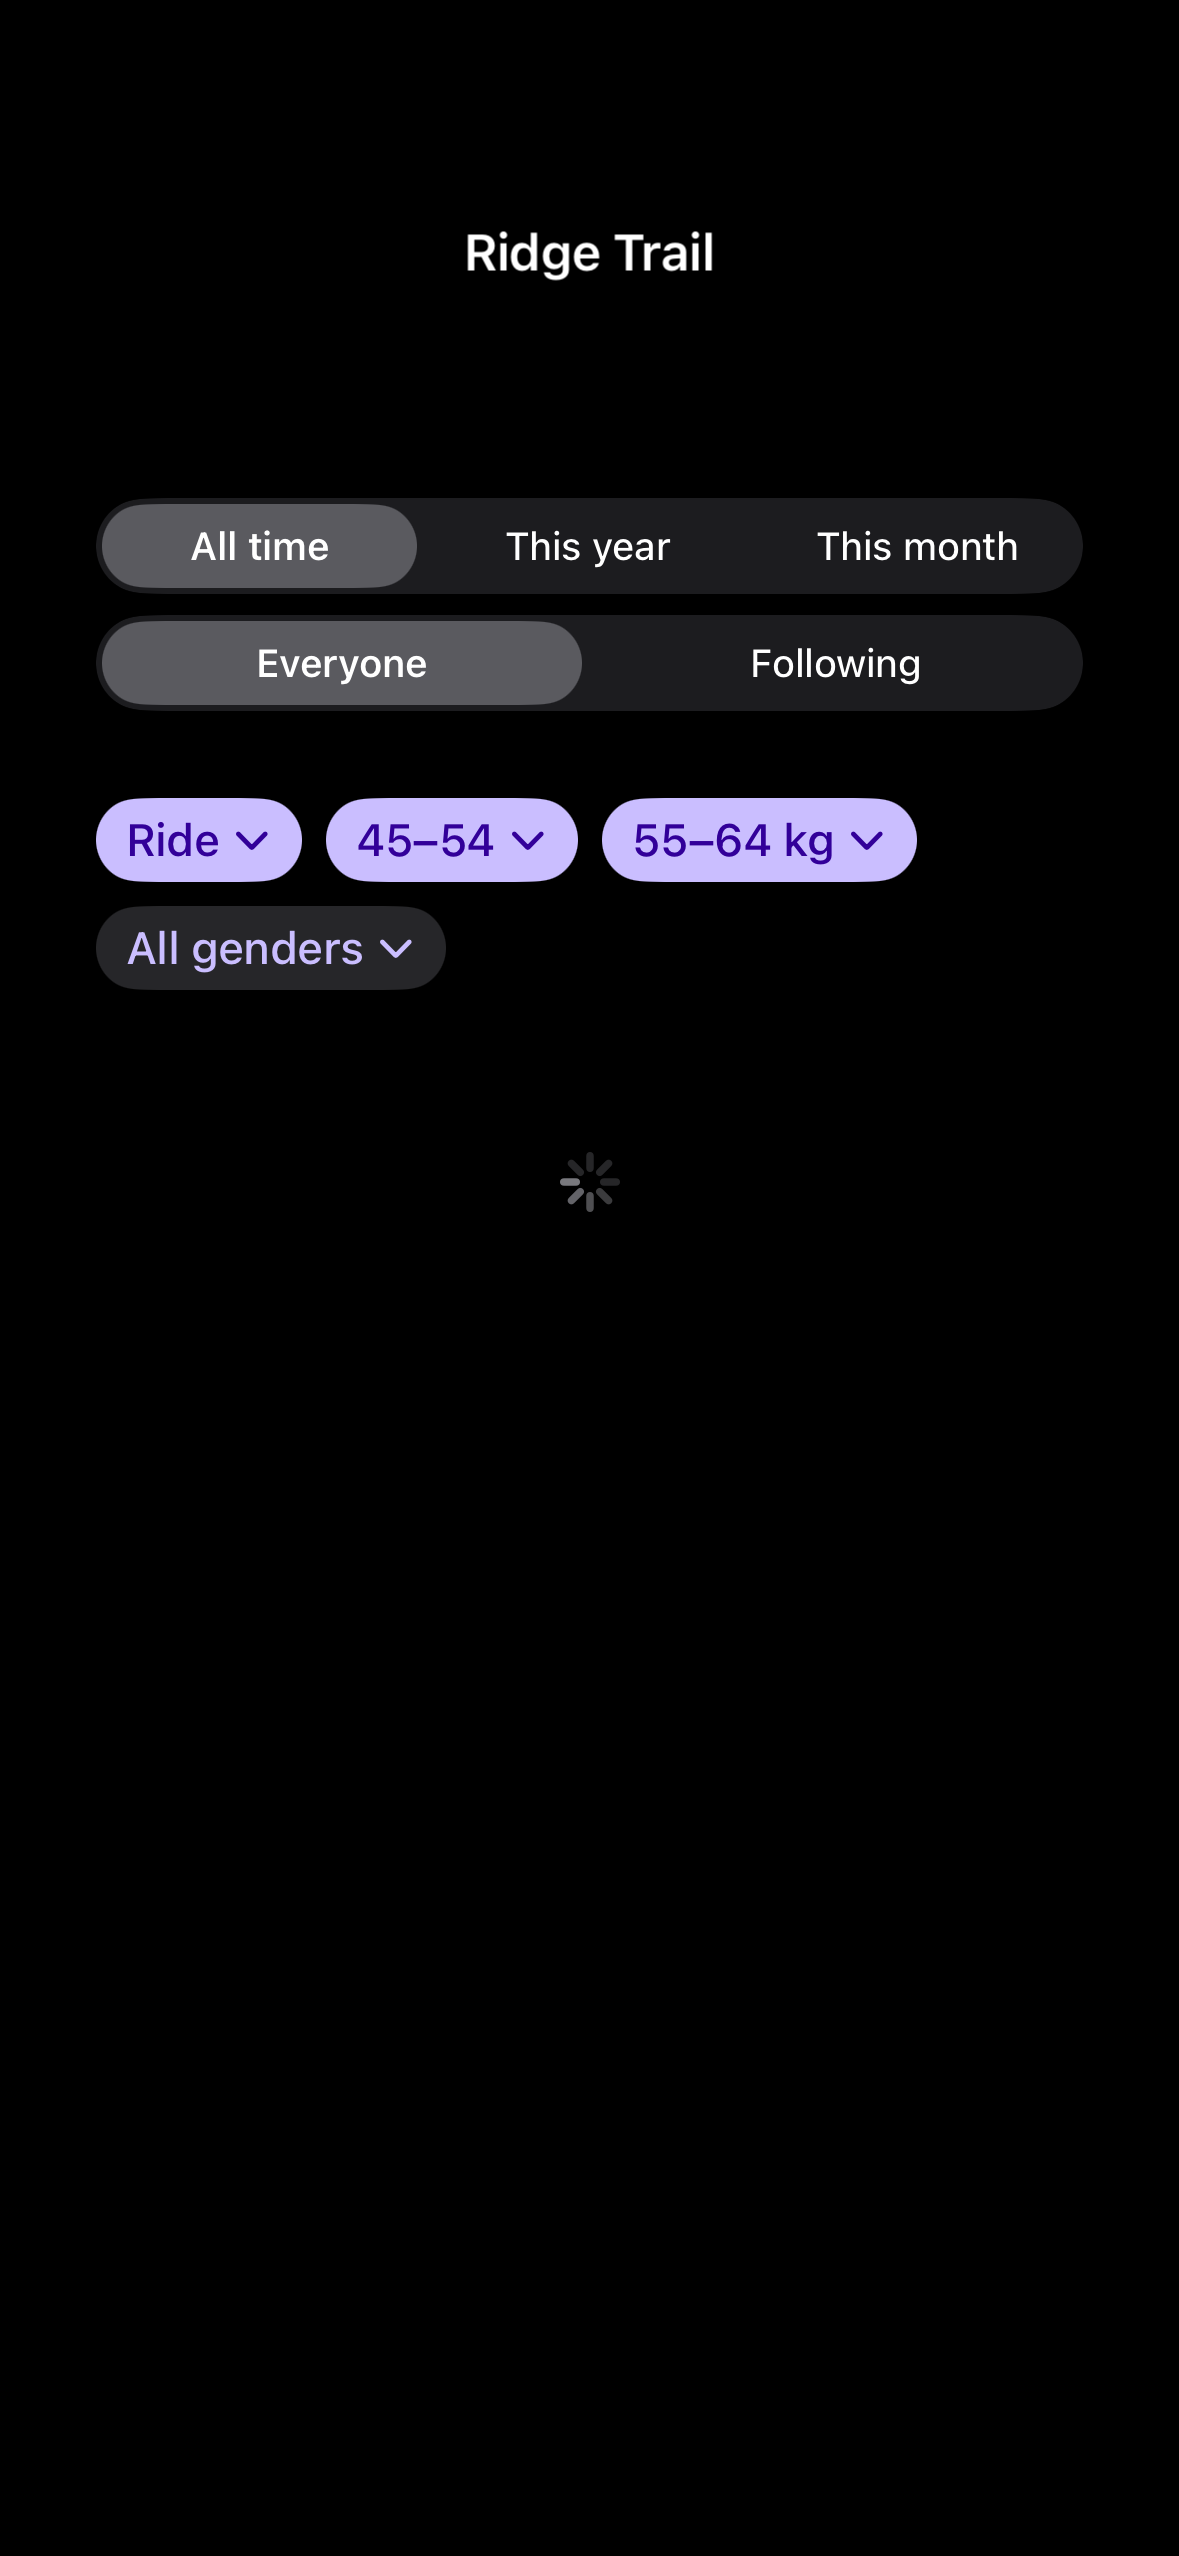 Ridge Trail
All time This year This month
Everyone Following
Ride 45–54 55–64 kg
All genders